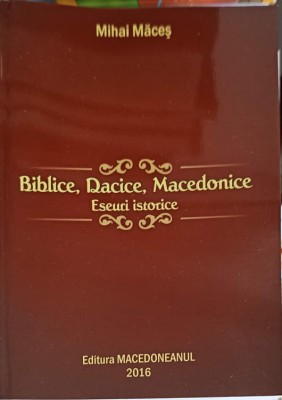 Mihai Măceș
Biblice, Dacice, Macedonice
Eseuri istorice
Editura MACEDONEANUL
2016